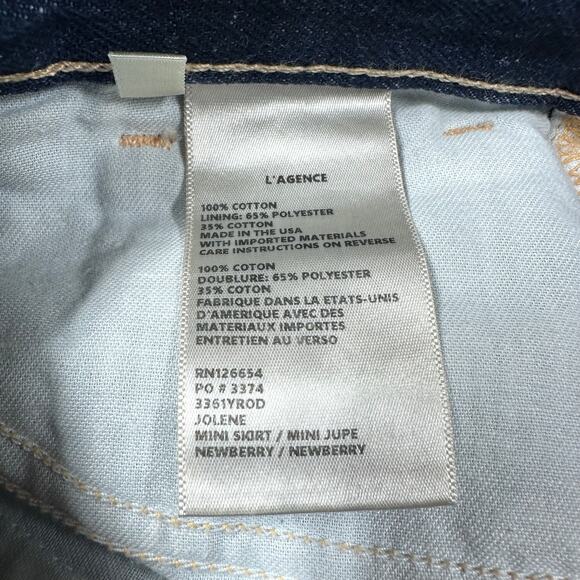 L'AGENCE
100% COTTON
LINING: 65% POLYESTER
35% COTTON
MADE IN THE USA
WITH IMPORTED MATERIALS
CARE INSTRUCTIONS ON REVERSE
100% COTON
DOUBLURE: 65% POLYESTER
35% COTON
FABRIQUE DANS LA ETATS-UNIS
D'AMERIQUE AVEC DES
MATERIAUX IMPORTES
ENTRETIEN AU VERSO
RN126654
PO # 3374
3361YROD
JOLENE
MINI SKIRT / MINI JUPE
NEWBERRY / NEWBERRY